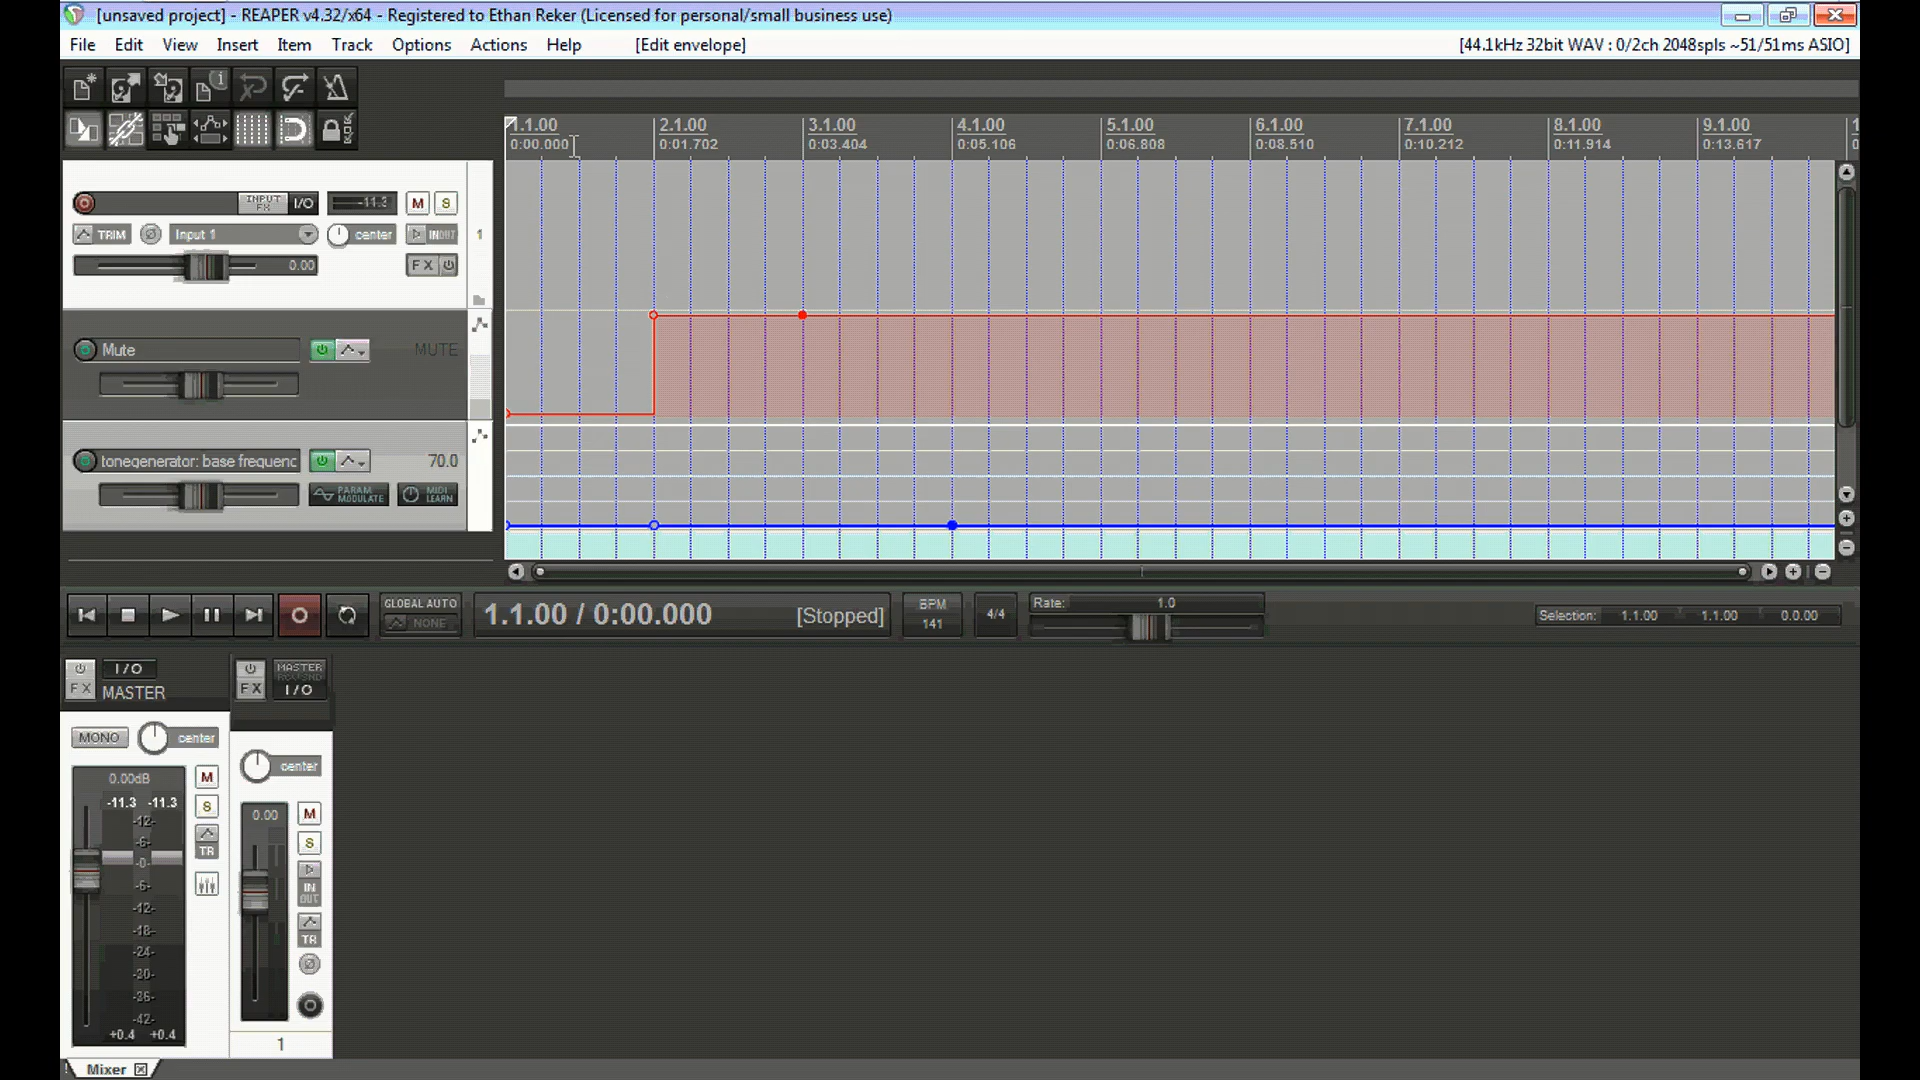 [unsaved project] - REAPER v4.32/x64 - Registered to Ethan Reker (Licensed for personal/small business use)
File Edit View Insert Item Track Options Actions Help [Edit envelope] [44.1kHz 32bit WAV : 0/2ch 2048spls ~51/51ms ASIO]
1.1.00 2.1.00 3.1.00 4.1.00 5.1.00 6.1.00 7.1.00 8.1.00 9.1.00 1
0:00.000 0:01.702 0:03.404 0:05.106 0:06.808 0:08.510 0:10.212 0:11.914 0:13.617 0
INPUT FX I/O -11.3 M S
TRIM Input 1 center IN OUT 1
0.00 FX
Mute MUTE
tonegenerator: base frequenc 70.0
PARAM MODULATE MIDI LEARN
GLOBAL AUTO NONE 1.1.00 / 0:00.000 [Stopped] BPM 141 4/4 Rate: 1.0 Selection: 1.1.00 1.1.00 0.0.00
I/O FX MASTER
FX MASTER I/O
MONO center
center
0.00dB M
-11.3 -11.3 S
-12-
-6-
-0-
-6-
-12-
-18-
-24-
-30-
-36-
-42-
+0.4 +0.4
TR
0.00 M
S
IN
OUT
TR
1
Mixer